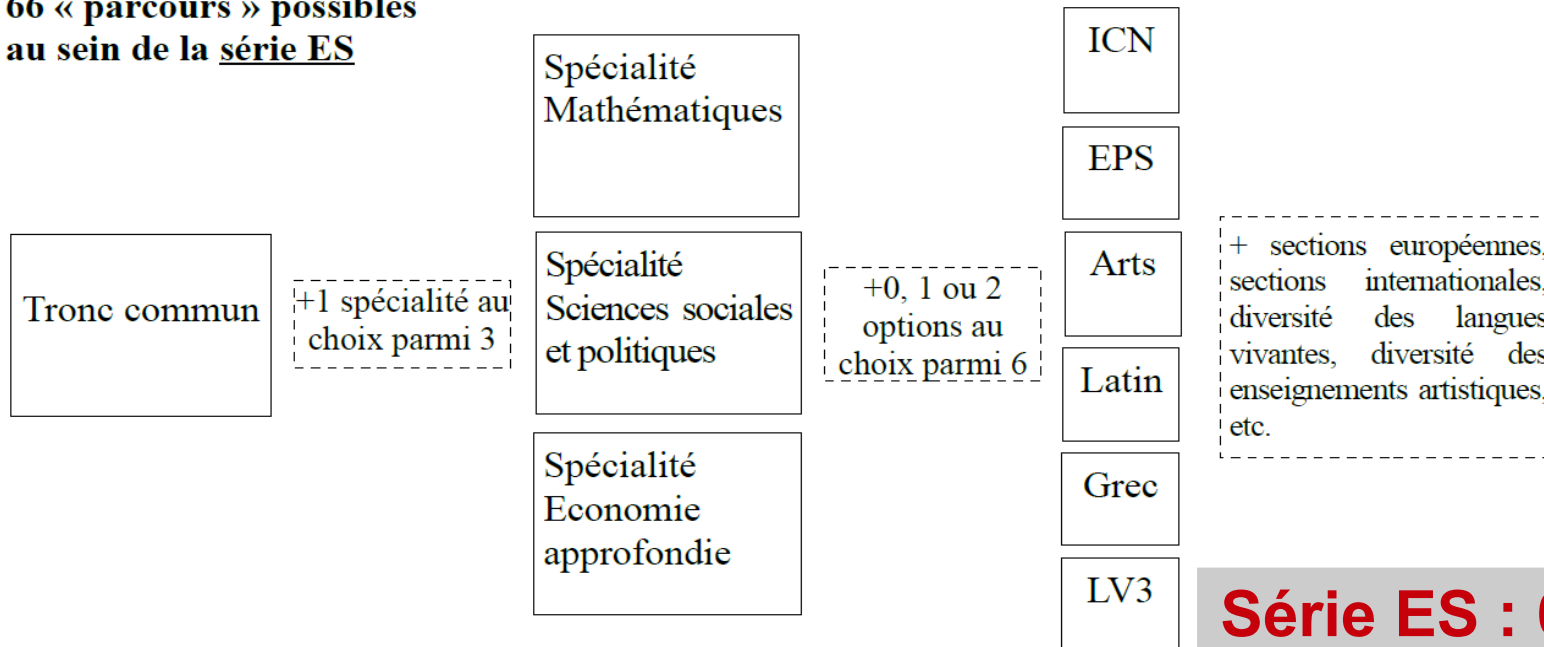 66 « parcours » possibles
au sein de la série ES
Tronc commun
+1 spécialité au
choix parmi 3
Spécialité
Mathématiques
Spécialité
Sciences sociales
et politiques
Spécialité
Economie
approfondie
+0, 1 ou 2
options au
choix parmi 6
ICN
EPS
Arts
Latin
Grec
LV3
+ sections européennes,
sections internationales,
diversité des langues
vivantes, diversité des
enseignements artistiques,
etc.
Série ES :